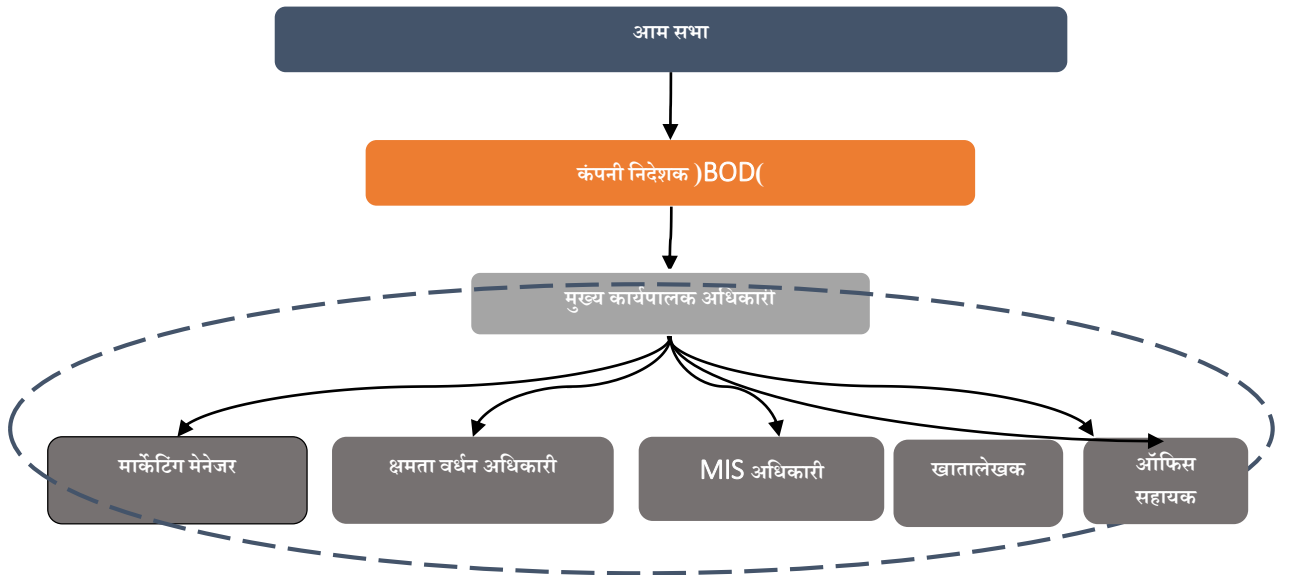 आम सभा
कंपनी निदेशक )BOD(
मुख्य कार्यपालक अधिकारी
मार्केटिंग मेनेजर
क्षमता वर्धन अधिकारी
MIS अधिकारी
खातालेखक
ऑफिस
सहायक